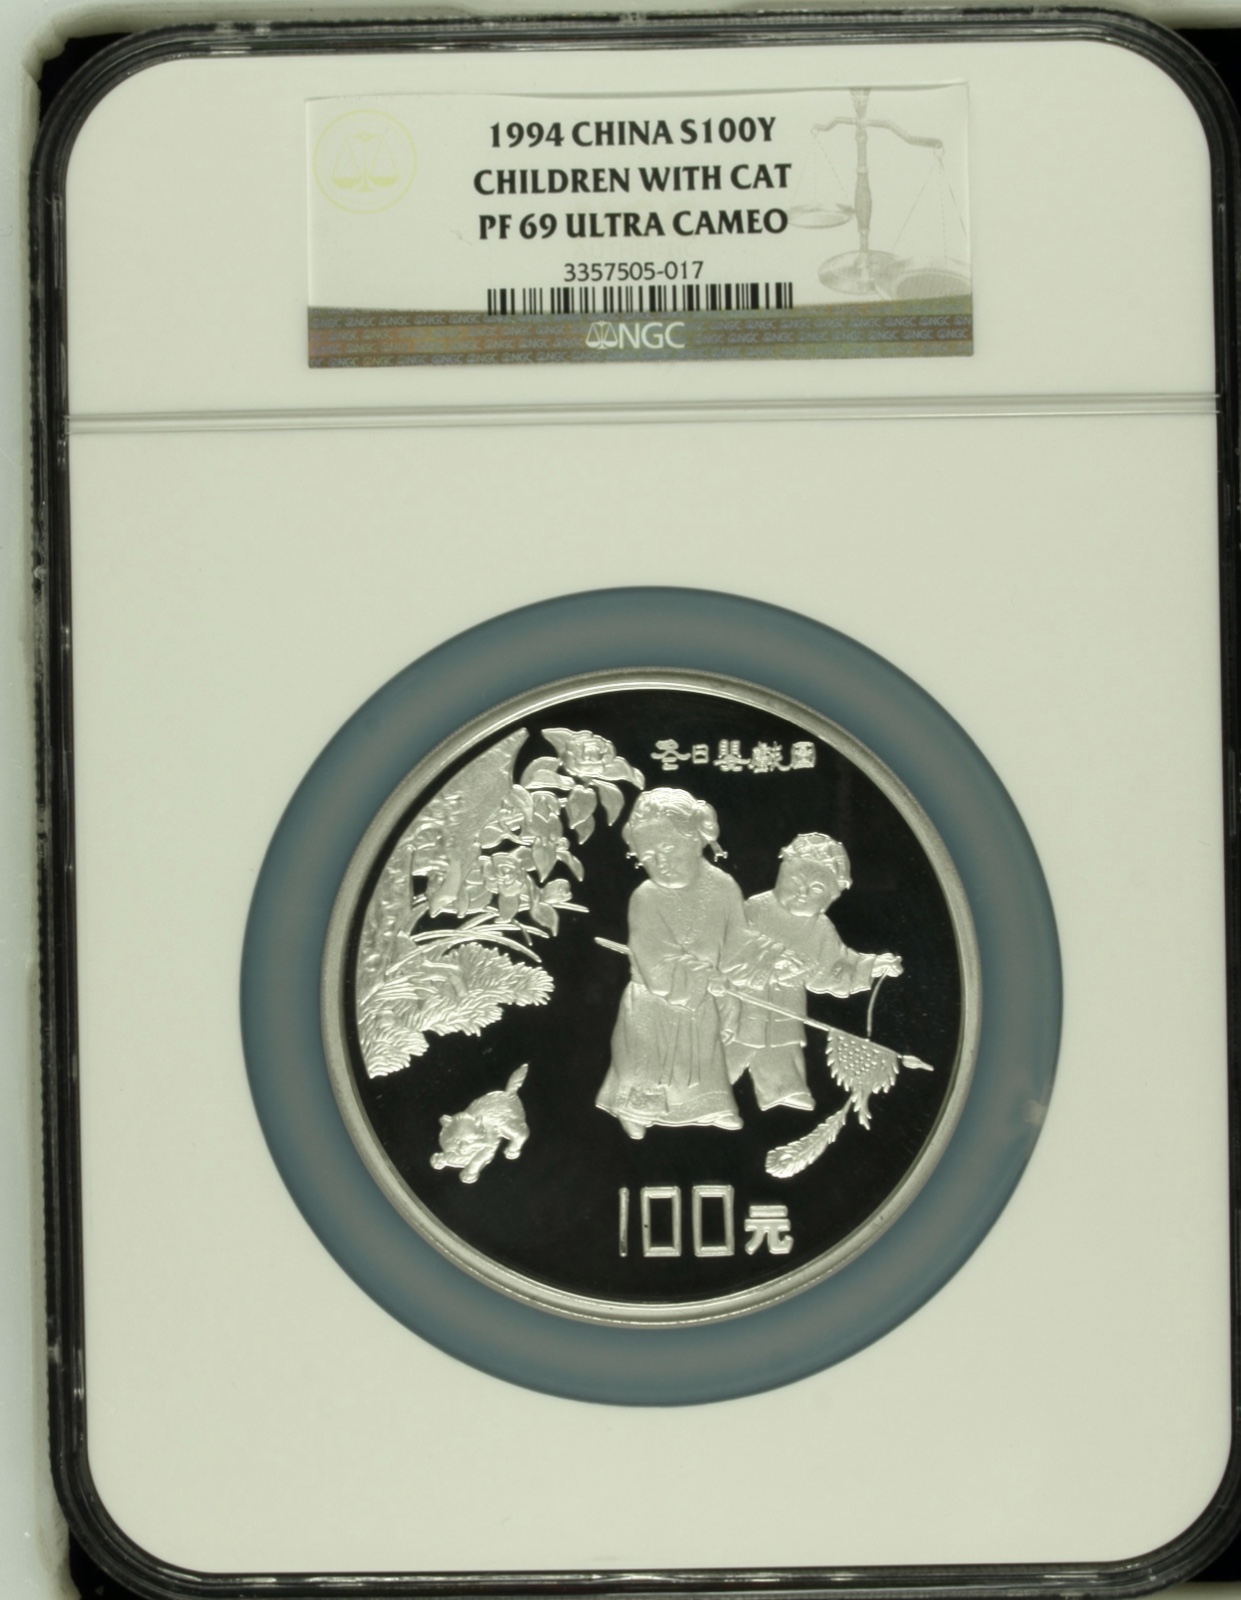 1994 CHINA S100Y
CHILDREN WITH CAT
PF 69 ULTRA CAMEO
3357505-017
NGC
冬日嬰戲圖
100元